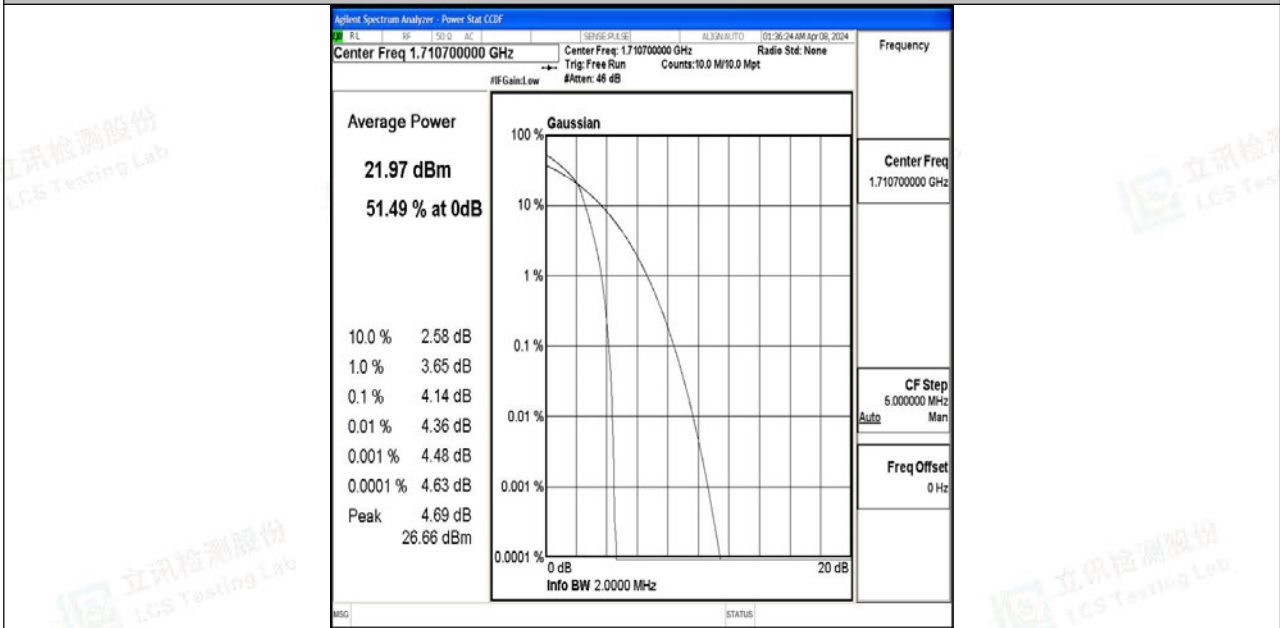 Agilent Spectrum Analyzer - Power Stat CCDF
RL RF 50 Ω AC SENSE:PULSE ALIGN AUTO 01:36:24 AM Apr 08, 2024
Center Freq 1.710700000 GHz
Center Freq: 1.710700000 GHz Radio Std: None
Trig: Free Run Counts:10.0 M/10.0 Mpt
#IFGain:Low #Atten: 46 dB
Frequency
Average Power
21.97 dBm
51.49 % at 0dB
10.0 % 2.58 dB
1.0 % 3.65 dB
0.1 % 4.14 dB
0.01 % 4.36 dB
0.001 % 4.48 dB
0.0001 % 4.63 dB
Peak 4.69 dB
26.66 dBm
Gaussian
100 %
10 %
1 %
0.1 %
0.01 %
0.001 %
0.0001 %
0 dB 20 dB
Info BW 2.0000 MHz
Center Freq
1.710700000 GHz
CF Step
5.000000 MHz
Auto Man
Freq Offset
0 Hz
MSG STATUS
立讯检测股份
LCS Testing Lab
立讯检测
LCS Test
立讯检测股份
LCS Testing Lab
立讯检测股份
LCS Testing Lab